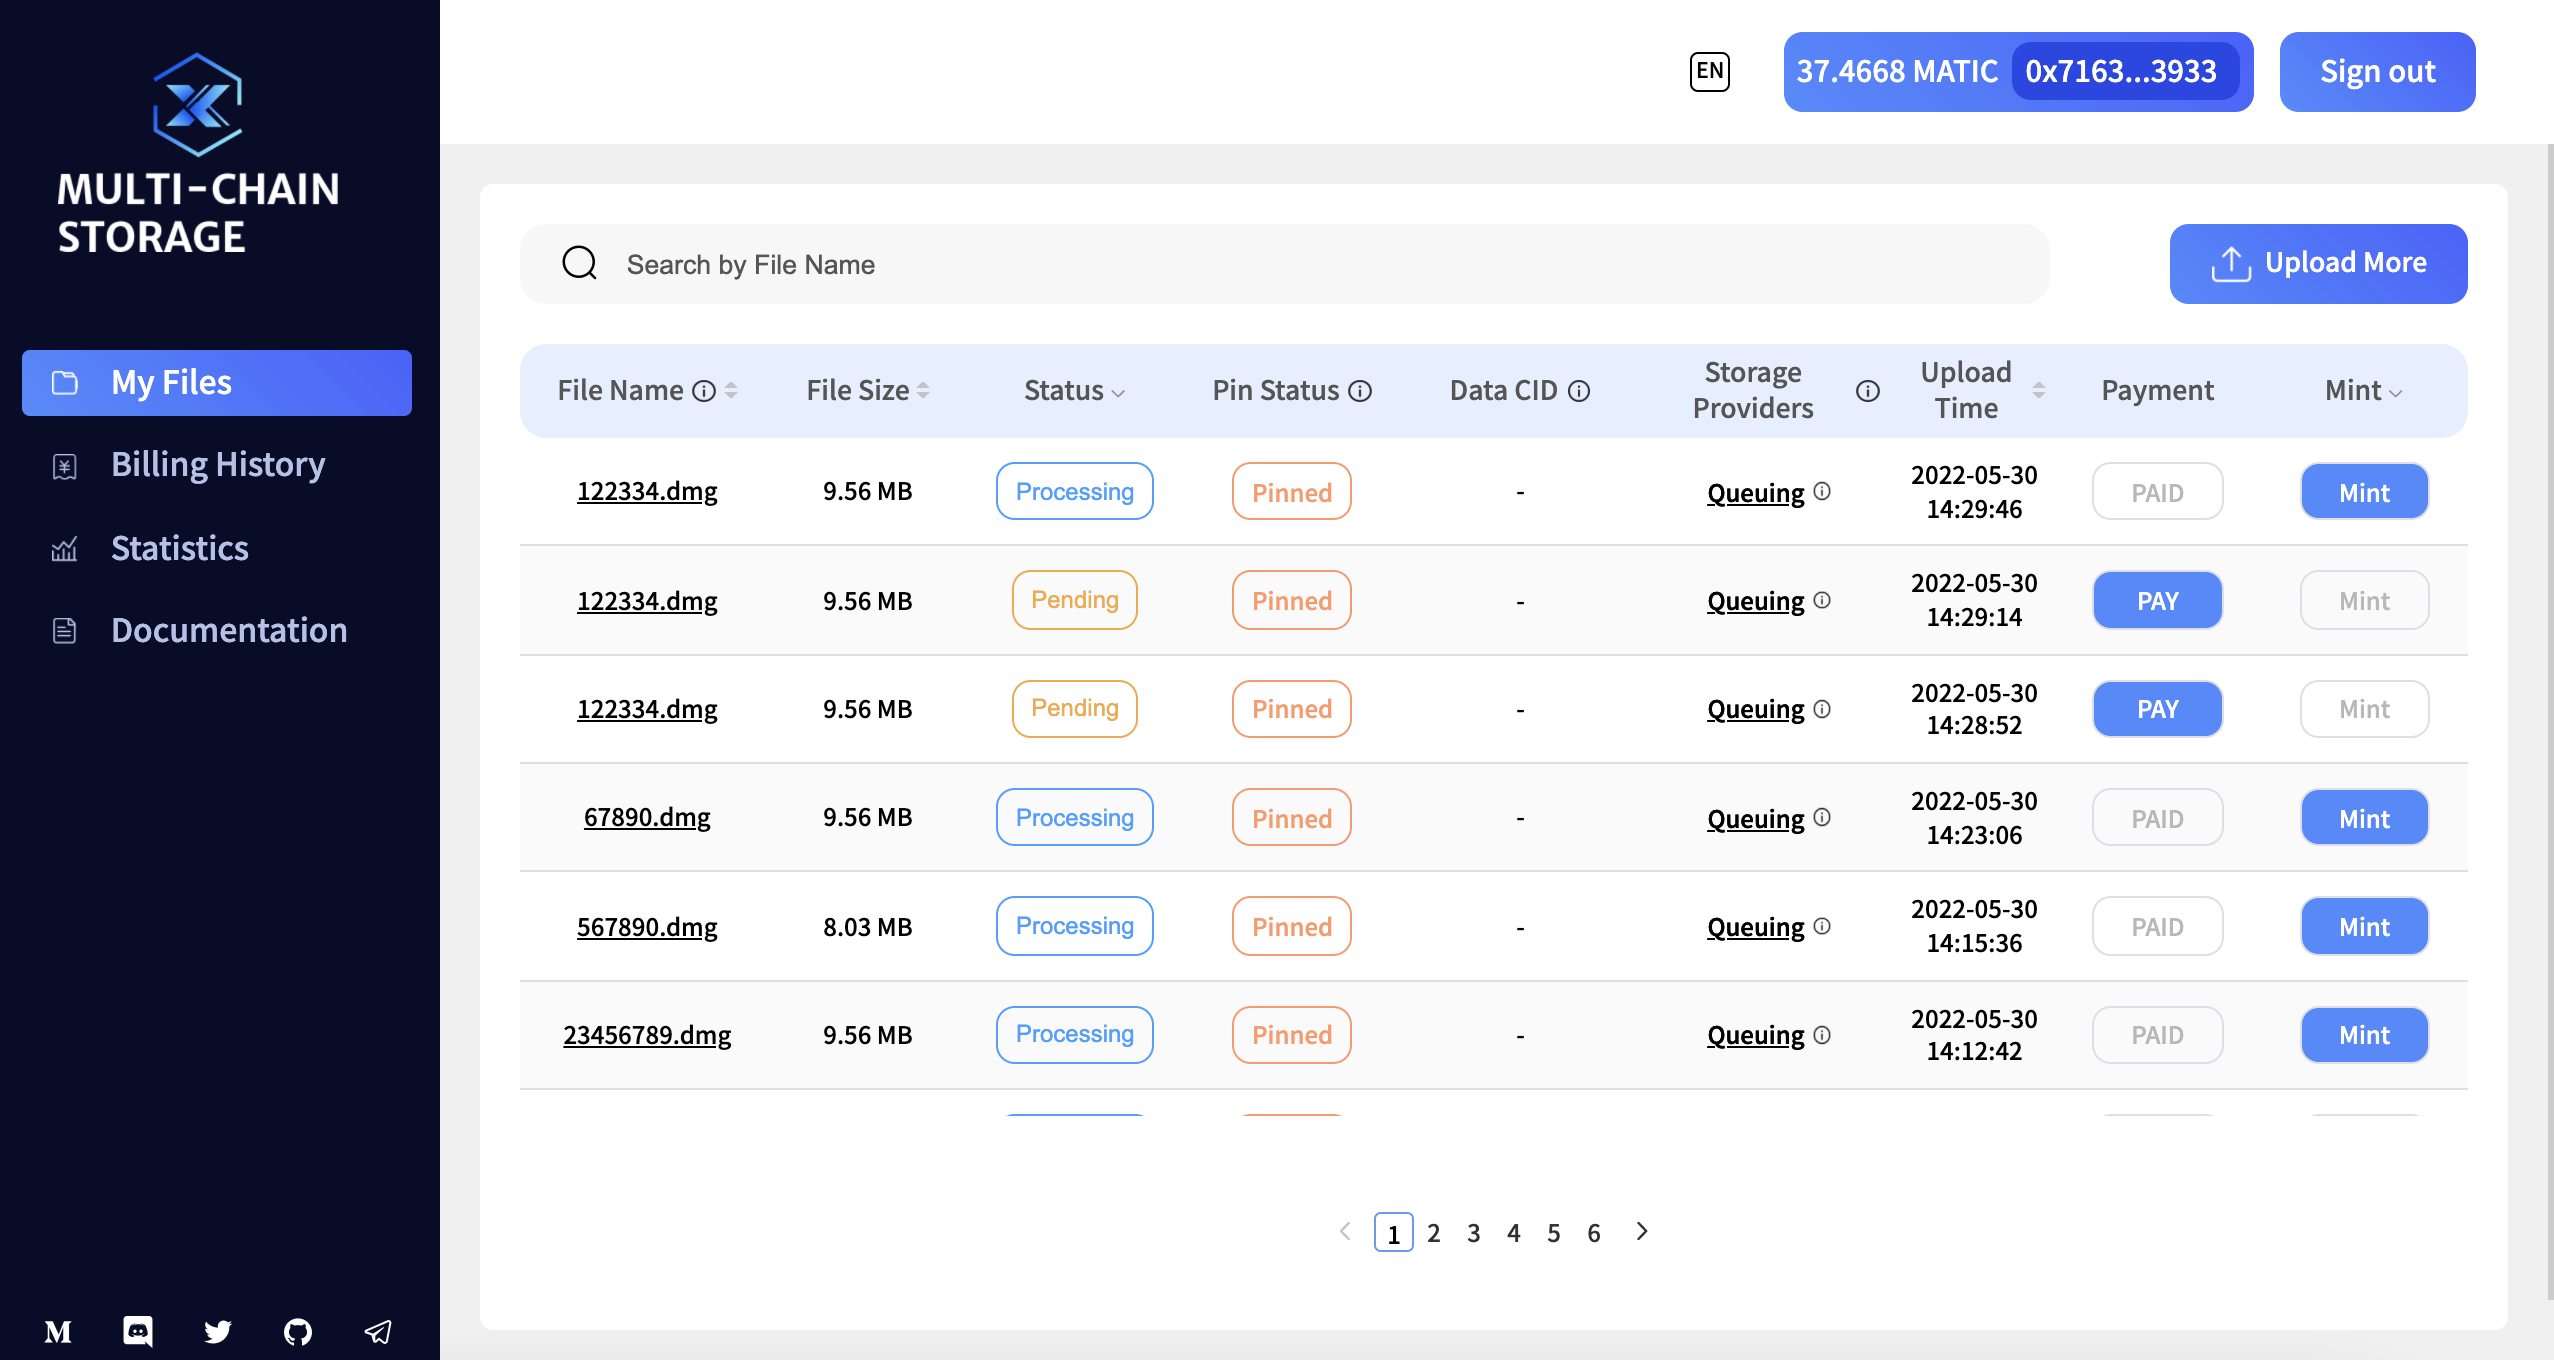 MULTI-CHAIN
STORAGE
My Files
Billing History
Statistics
Documentation
EN
37.4668 MATIC 0x7163...3933
Sign out
Search by File Name
Upload More
File Name File Size Status Pin Status Data CID Storage Providers Upload Time Payment Mint
122334.dmg 9.56 MB Processing Pinned - Queuing 2022-05-30 14:29:46 PAID Mint
122334.dmg 9.56 MB Pending Pinned - Queuing 2022-05-30 14:29:14 PAY Mint
122334.dmg 9.56 MB Pending Pinned - Queuing 2022-05-30 14:28:52 PAY Mint
67890.dmg 9.56 MB Processing Pinned - Queuing 2022-05-30 14:23:06 PAID Mint
567890.dmg 8.03 MB Processing Pinned - Queuing 2022-05-30 14:15:36 PAID Mint
23456789.dmg 9.56 MB Processing Pinned - Queuing 2022-05-30 14:12:42 PAID Mint
1 2 3 4 5 6